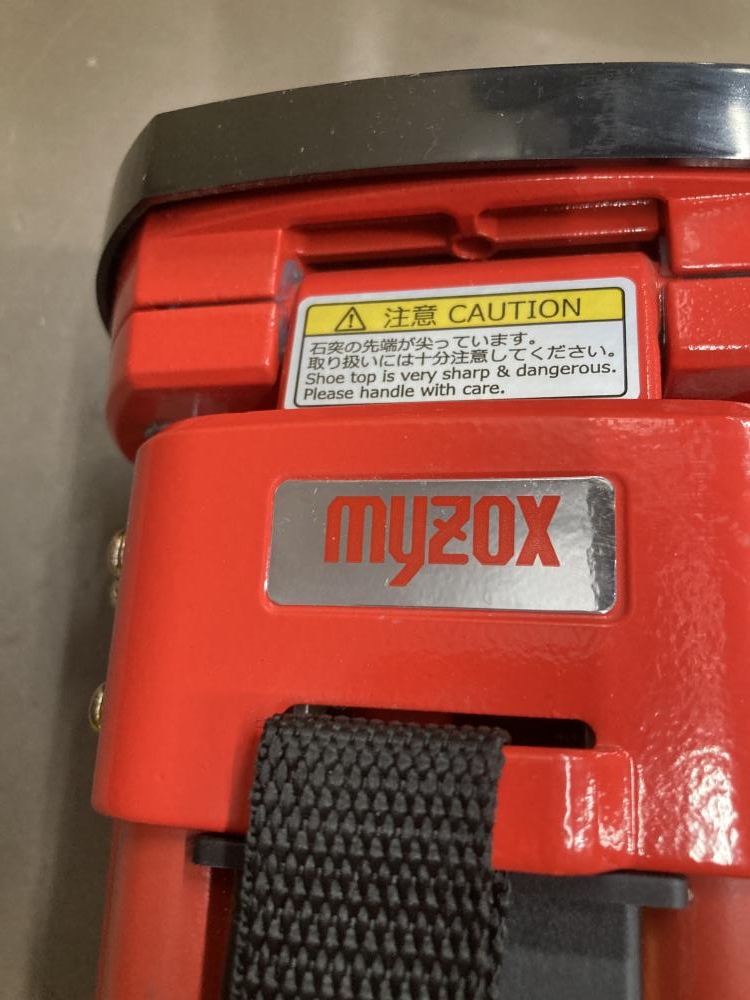 注意 CAUTION
石突の先端が尖っています。
取り扱いには十分注意してください。
Shoe top is very sharp & dangerous.
Please handle with care.
myzox